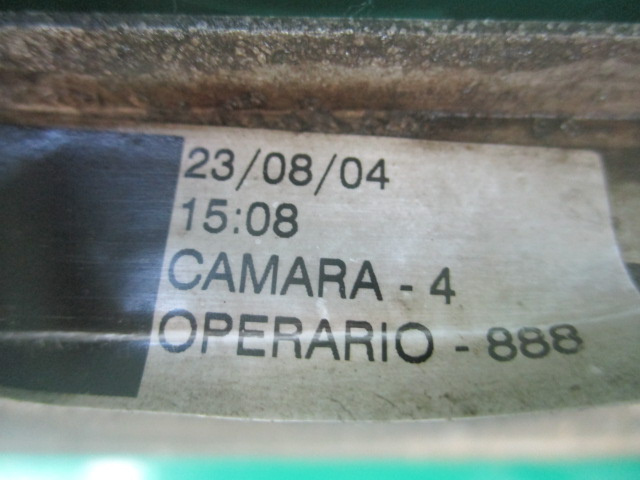 23/08/04
15:08
CAMARA - 4
OPERARIO - 888